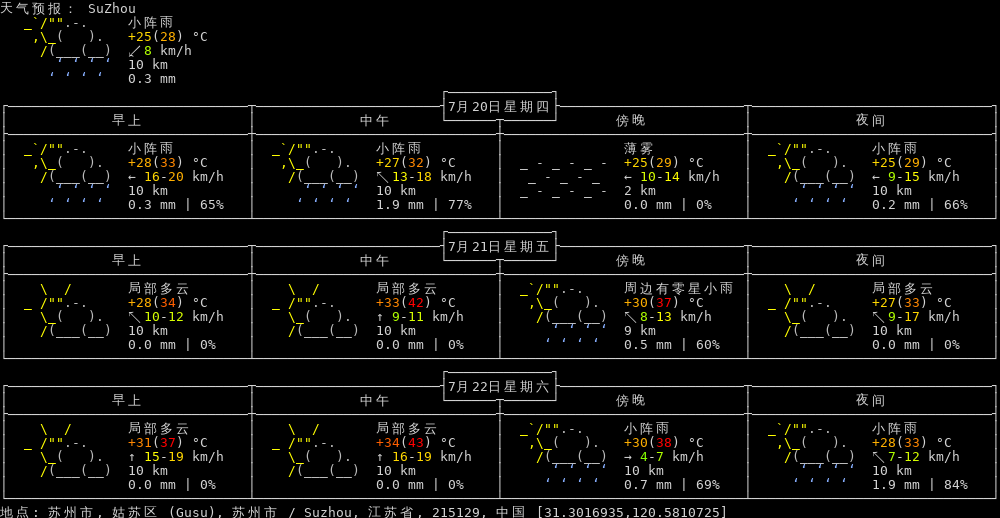 天气预报: SuZhou
小阵雨
+25(28) °C
↙ 8 km/h
10 km
0.3 mm
7月20日星期四
早上 中午 傍晚 夜间
小阵雨 小阵雨 薄雾 小阵雨
+28(33) °C +27(32) °C +25(29) °C +25(29) °C
← 16-20 km/h ↖ 13-18 km/h ← 10-14 km/h ← 9-15 km/h
10 km 10 km 2 km 10 km
0.3 mm | 65% 1.9 mm | 77% 0.0 mm | 0% 0.2 mm | 66%
7月21日星期五
早上 中午 傍晚 夜间
局部多云 局部多云 周边有零星小雨 局部多云
+28(34) °C +33(42) °C +30(37) °C +27(33) °C
↖ 10-12 km/h ↑ 9-11 km/h ↖ 8-13 km/h ↖ 9-17 km/h
10 km 10 km 9 km 10 km
0.0 mm | 0% 0.0 mm | 0% 0.5 mm | 60% 0.0 mm | 0%
7月22日星期六
早上 中午 傍晚 夜间
局部多云 局部多云 小阵雨 小阵雨
+31(37) °C +34(43) °C +30(38) °C +28(33) °C
↑ 15-19 km/h ↑ 16-19 km/h → 4-7 km/h ↖ 7-12 km/h
10 km 10 km 10 km 10 km
0.0 mm | 0% 0.0 mm | 0% 0.7 mm | 69% 1.9 mm | 84%
地点: 苏州市, 姑苏区 (Gusu), 苏州市 / Suzhou, 江苏省, 215129, 中国 [31.3016935,120.5810725]